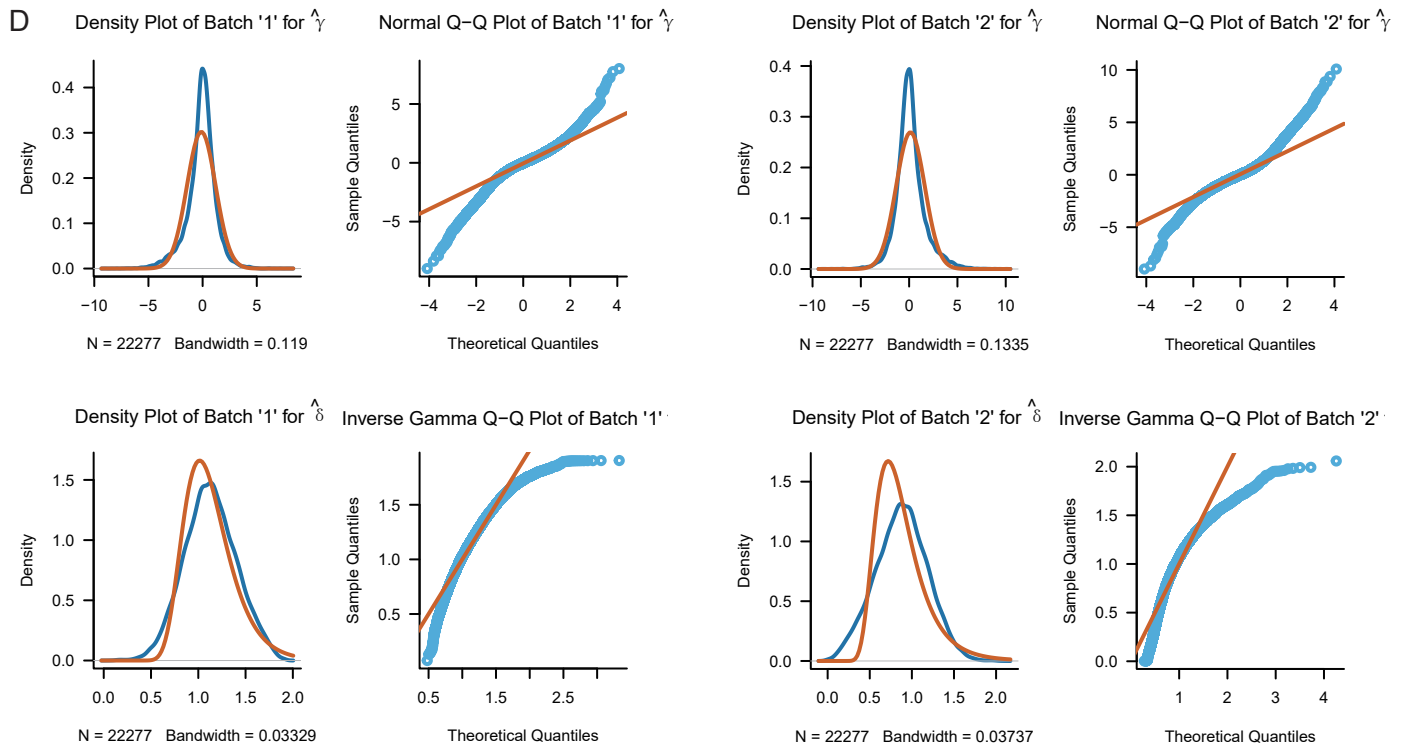 D
Density Plot of Batch '1' for γ̂
Density
0.4
0.3
0.2
0.1
0.0
−10 −5 0 5
N = 22277 Bandwidth = 0.119
Normal Q−Q Plot of Batch '1' for γ̂
Sample Quantiles
5
0
−5
−4 −2 0 2 4
Theoretical Quantiles
Density Plot of Batch '2' for γ̂
Density
0.4
0.3
0.2
0.1
0.0
−10 −5 0 5 10
N = 22277 Bandwidth = 0.1335
Normal Q−Q Plot of Batch '2' for γ̂
Sample Quantiles
10
5
0
−5
−4 −2 0 2 4
Theoretical Quantiles
Density Plot of Batch '1' for δ̂
Density
1.5
1.0
0.5
0.0
0.0 0.5 1.0 1.5 2.0
N = 22277 Bandwidth = 0.03329
Inverse Gamma Q−Q Plot of Batch '1'
Sample Quantiles
1.5
1.0
0.5
0.5 1.5 2.5
Theoretical Quantiles
Density Plot of Batch '2' for δ̂
Density
1.5
1.0
0.5
0.0
0.0 0.5 1.0 1.5 2.0
N = 22277 Bandwidth = 0.03737
Inverse Gamma Q−Q Plot of Batch '2'
Sample Quantiles
2.0
1.5
1.0
0.5
0.0
1 2 3 4
Theoretical Quantiles